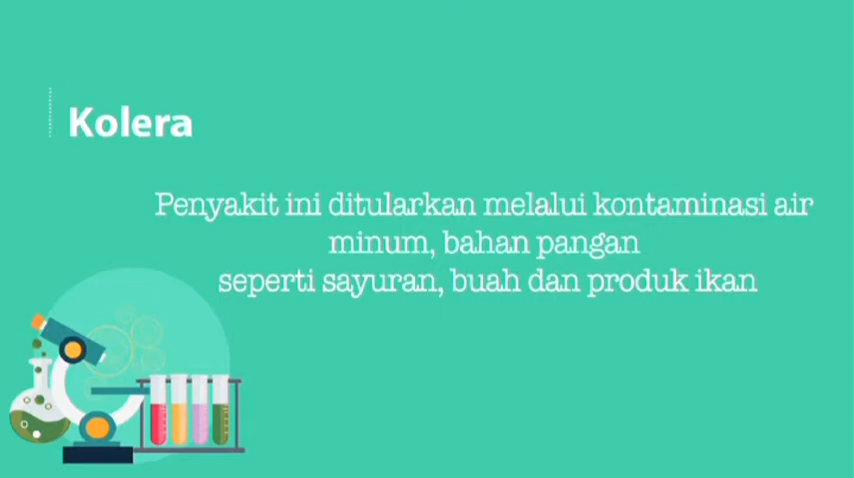 Kolera
Penyakit ini ditularkan melalui kontaminasi air
minum, bahan pangan
seperti sayuran, buah dan produk ikan